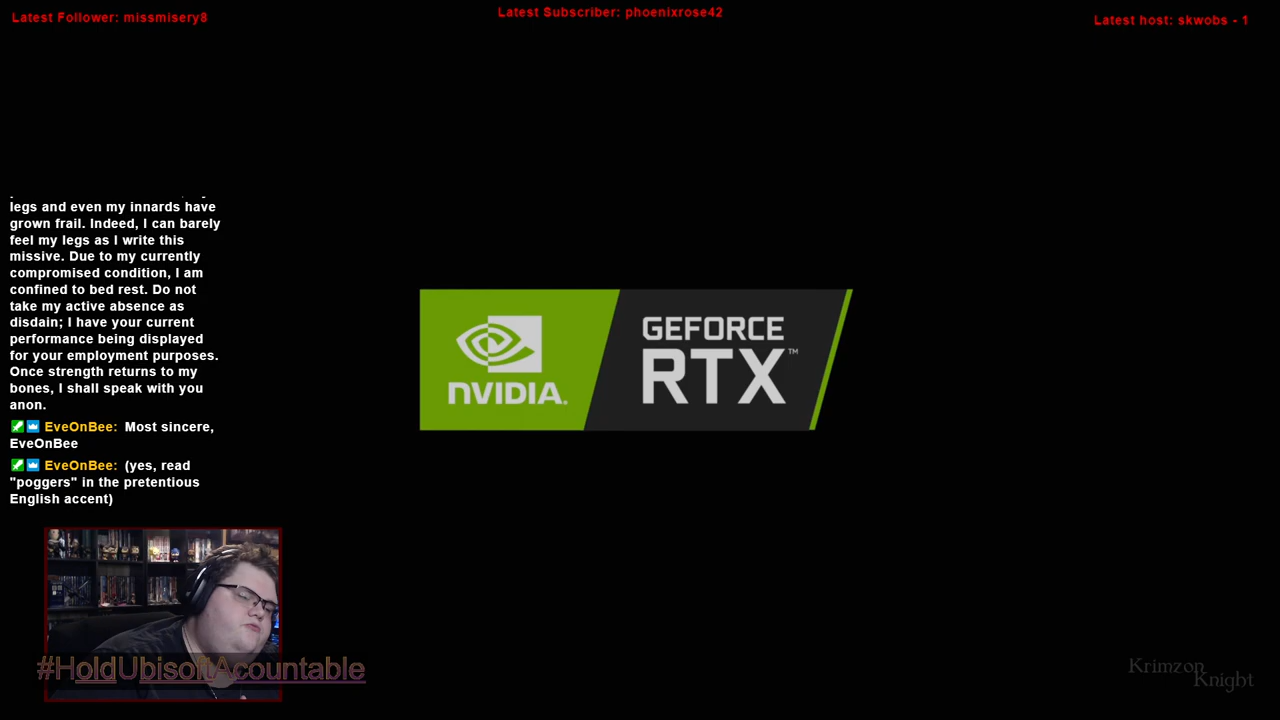 Latest Follower: missmisery8
Latest Subscriber: phoenixrose42
Latest host: skwobs - 1
legs and even my innards have
grown frail. Indeed, I can barely
feel my legs as I write this
missive. Due to my currently
compromised condition, I am
confined to bed rest. Do not
take my active absence as
disdain; I have your current
performance being displayed
for your employment purposes.
Once strength returns to my
bones, I shall speak with you
anon.
EveOnBee: Most sincere,
EveOnBee
EveOnBee: (yes, read
"poggers" in the pretentious
English accent)
NVIDIA.
GEFORCE
RTX™
#HoldUbisoftAcountable
Krimzon
Knight